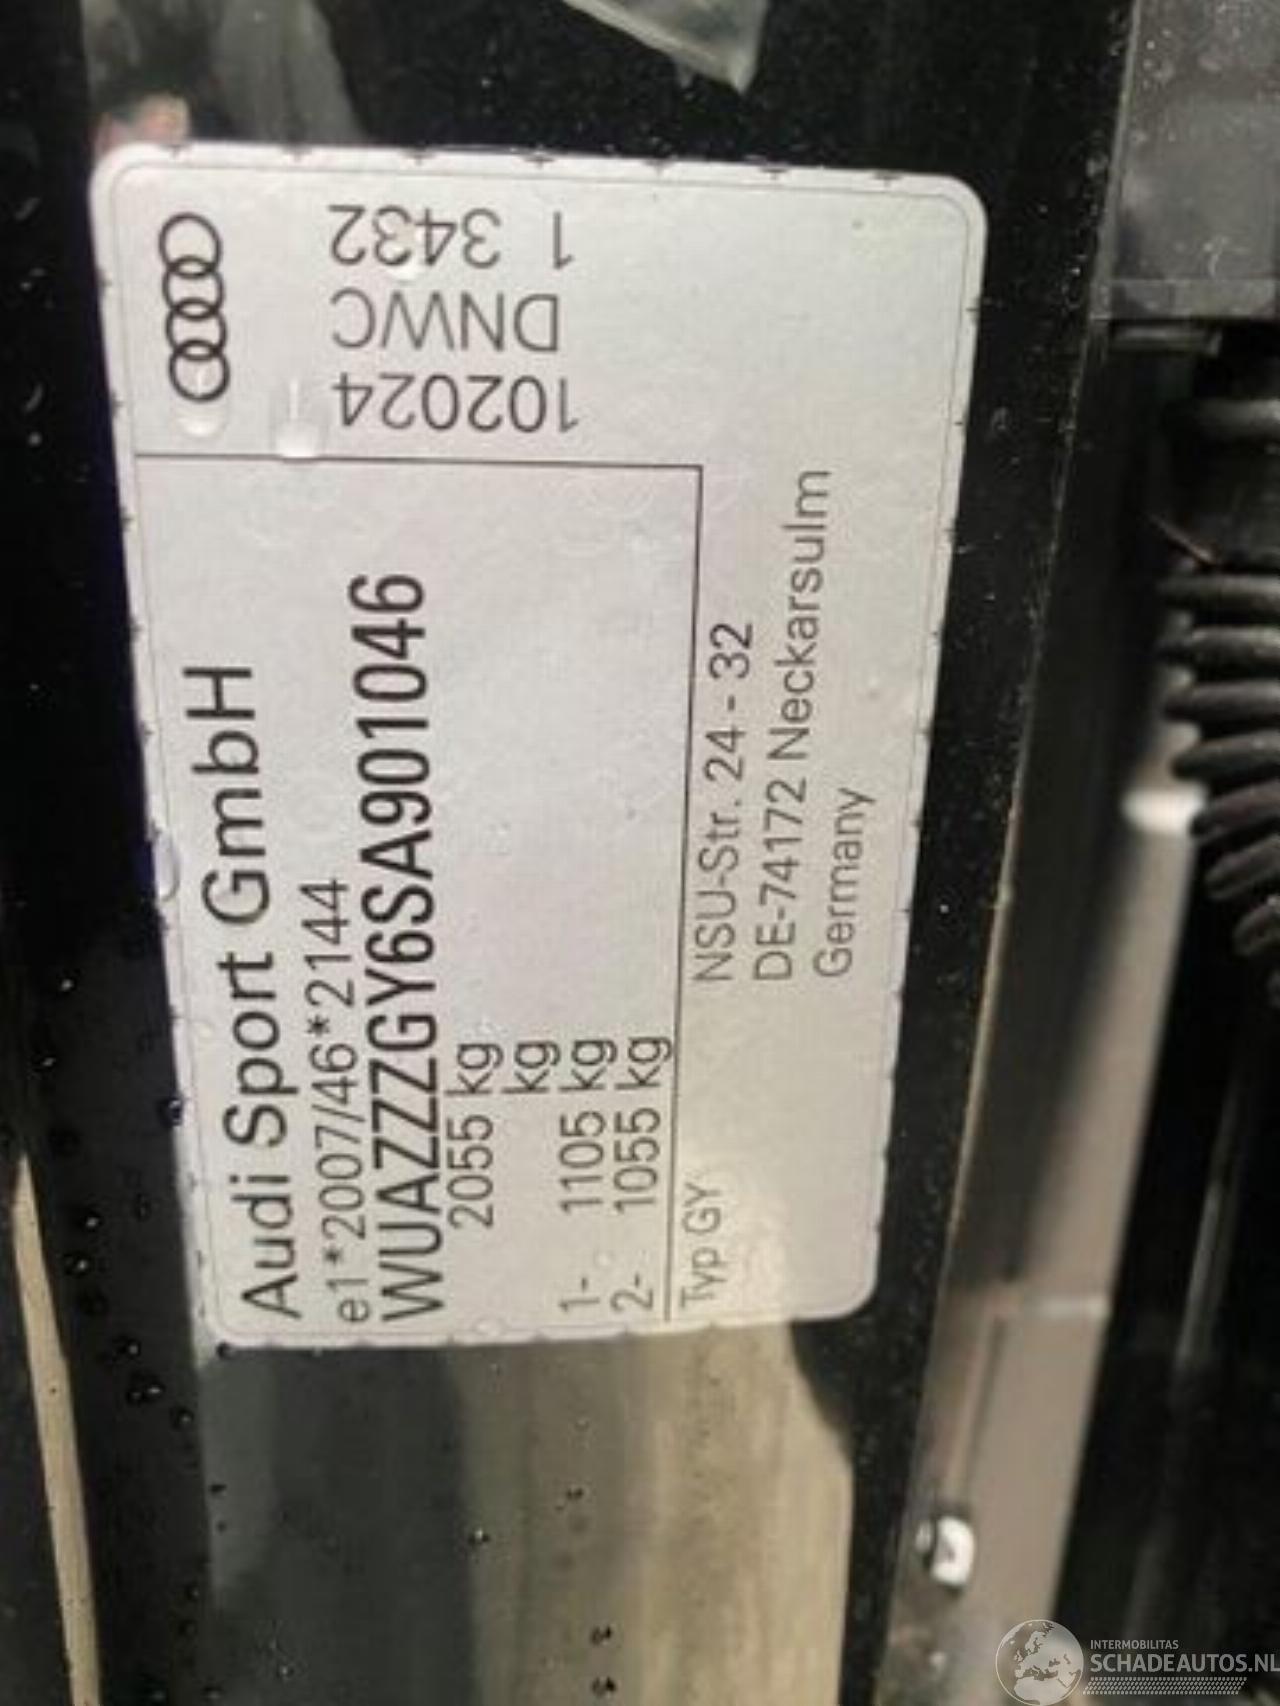 Audi Sport GmbH
e1*2007/46*2144
WUAZZZGY6SA901046
2055 kg
kg
1- 1105 kg
2- 1055 kg
Typ GY
NSU-Str. 24 - 32
DE-74172 Neckarsulm
Germany
102024
DNWC
1 3432
INTERMOBILITAS
SCHADEAUTOS.NL